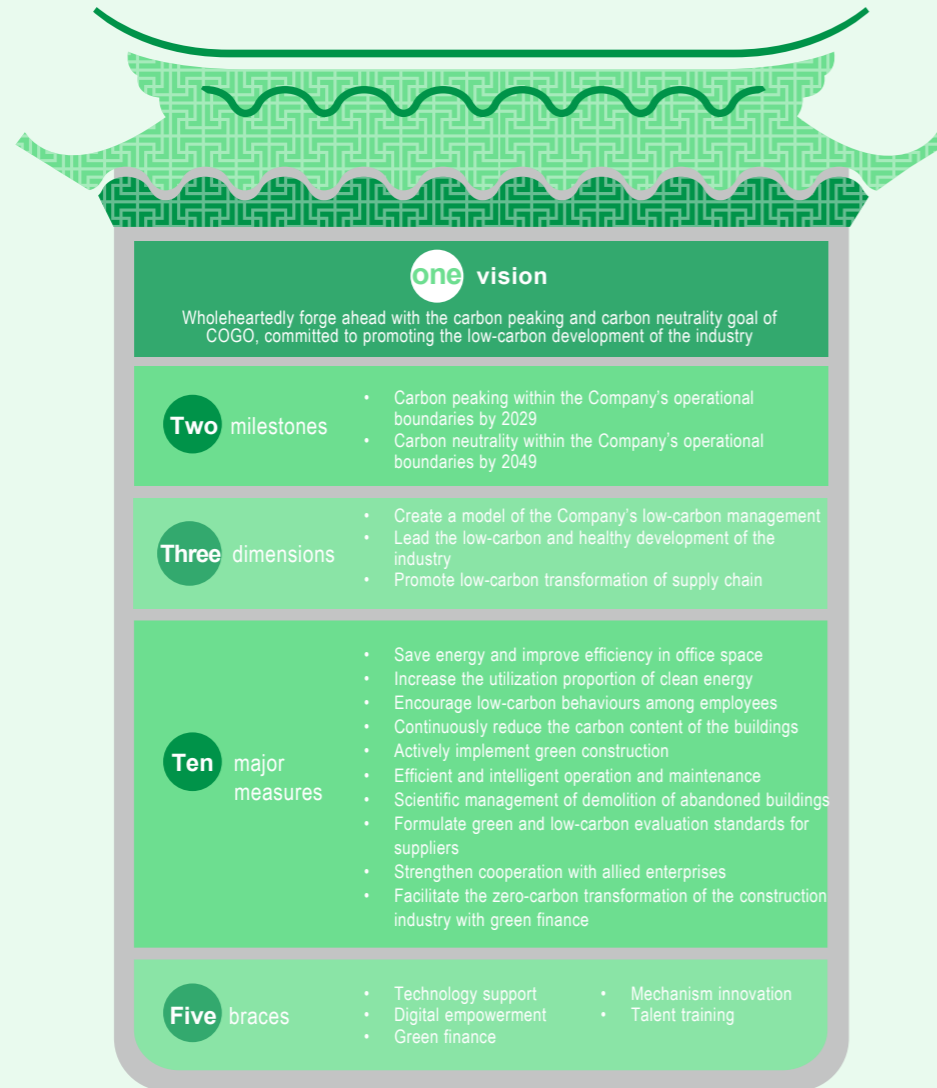 one vision
Wholeheartedly forge ahead with the carbon peaking and carbon neutrality goal of
COGO, committed to promoting the low-carbon development of the industry
Two milestones
• Carbon peaking within the Company's operational
boundaries by 2029
• Carbon neutrality within the Company's operational
boundaries by 2049
Three dimensions
• Create a model of the Company's low-carbon management
• Lead the low-carbon and healthy development of the
industry
• Promote low-carbon transformation of supply chain
Ten major
measures
• Save energy and improve efficiency in office space
• Increase the utilization proportion of clean energy
• Encourage low-carbon behaviours among employees
• Continuously reduce the carbon content of the buildings
• Actively implement green construction
• Efficient and intelligent operation and maintenance
• Scientific management of demolition of abandoned buildings
• Formulate green and low-carbon evaluation standards for
suppliers
• Strengthen cooperation with allied enterprises
• Facilitate the zero-carbon transformation of the construction
industry with green finance
Five braces
• Technology support
• Digital empowerment
• Green finance
• Mechanism innovation
• Talent training